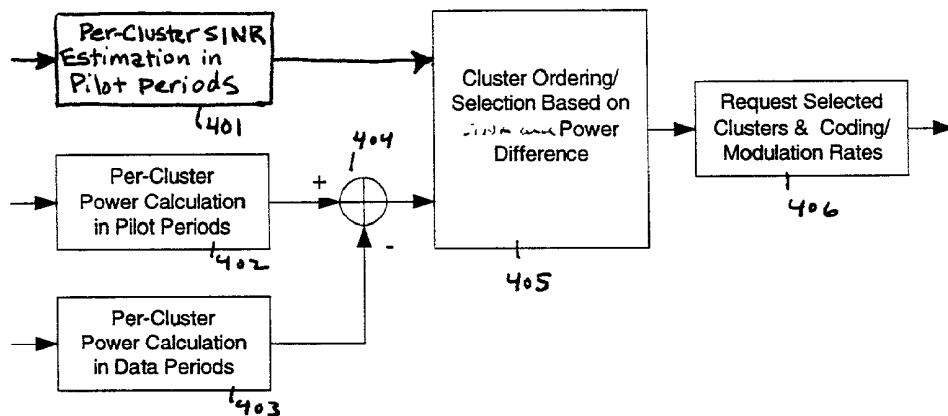 Per-Cluster SINR
Estimation in
Pilot Periods
401
Per-Cluster
Power Calculation
in Pilot Periods
402
Per-Cluster
Power Calculation
in Data Periods
403
404
+
-
Cluster Ordering/
Selection Based on
SINR and Power
Difference
405
Request Selected
Clusters & Coding/
Modulation Rates
406